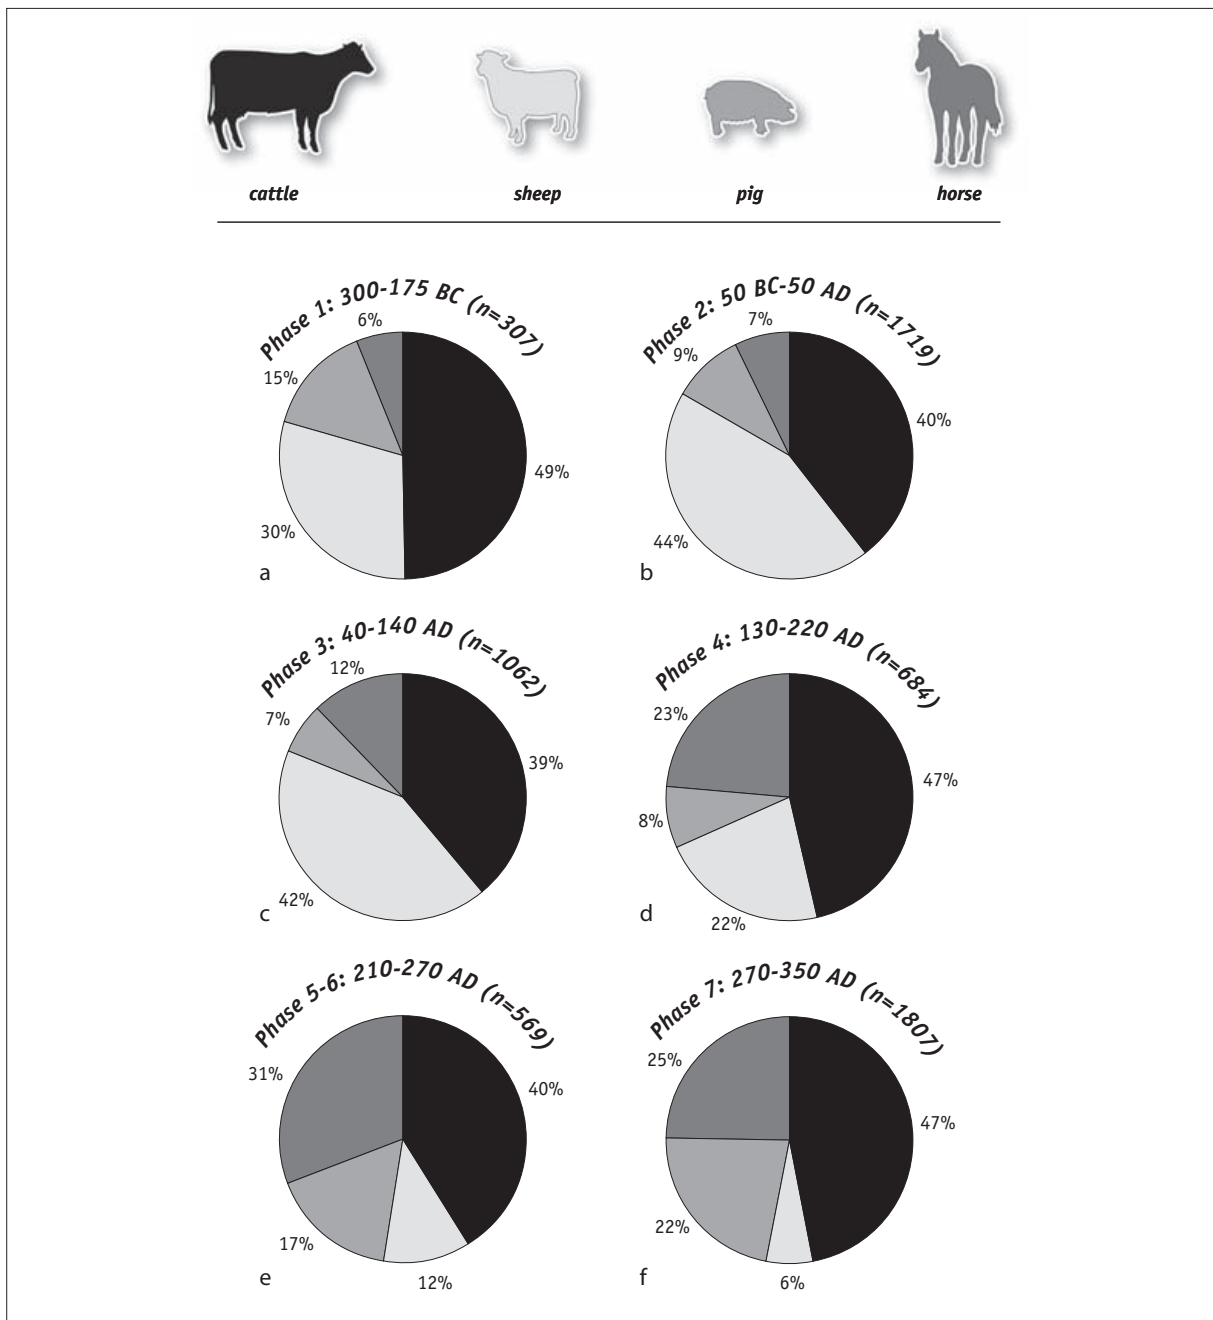 cattle sheep pig horse
Phase 1: 300-175 BC (n=307)
6%
15%
49%
30%
a
Phase 2: 50 BC-50 AD (n=1719)
7%
9%
40%
44%
b
Phase 3: 40-140 AD (n=1062)
12%
7%
39%
42%
c
Phase 4: 130-220 AD (n=684)
23%
47%
8%
22%
d
Phase 5-6: 210-270 AD (n=569)
31%
40%
17%
12%
e
Phase 7: 270-350 AD (n=1807)
25%
47%
22%
6%
f